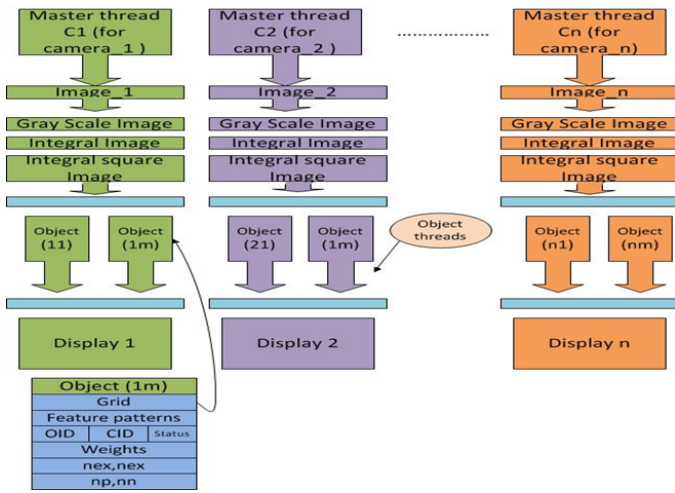 Master thread
C1 (for
camera_1 )
Image_1
Gray Scale Image
Integral Image
Integral square
Image
Object
(11)
Object
(1m)
Display 1
Master thread
C2 (for
camera_2 )
Image_2
Gray Scale Image
Integral Image
Integral square
Image
Object
(21)
Object
(1m)
Display 2
Object
threads
....................
Master thread
Cn (for
camera_n)
Image_n
Gray Scale Image
Integral Image
Integral square
Image
Object
(n1)
Object
(nm)
Display n
Object (1m)
Grid
Feature patterns
OID CID Status
Weights
nex,nex
np,nn